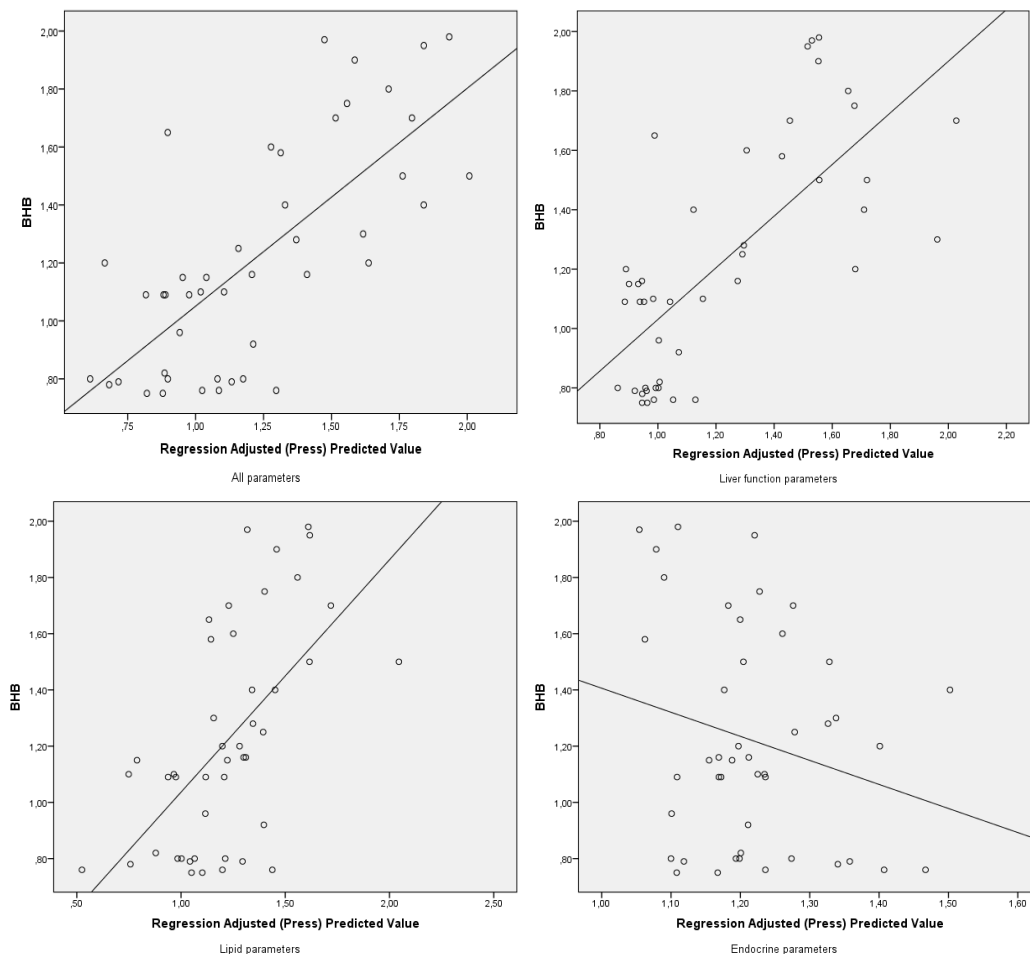 2,00
1,80
1,60
1,40
1,20
1,00
,80
BHB
,75 1,00 1,25 1,50 1,75 2,00
Regression Adjusted (Press) Predicted Value
All parameters
2,00
1,80
1,60
1,40
1,20
1,00
,80
BHB
,80 1,00 1,20 1,40 1,60 1,80 2,00 2,20
Regression Adjusted (Press) Predicted Value
Liver function parameters
2,00
1,80
1,60
1,40
1,20
1,00
,80
BHB
,50 1,00 1,50 2,00 2,50
Regression Adjusted (Press) Predicted Value
Lipid parameters
2,00
1,80
1,60
1,40
1,20
1,00
,80
BHB
1,00 1,10 1,20 1,30 1,40 1,50 1,60
Regression Adjusted (Press) Predicted Value
Endocrine parameters